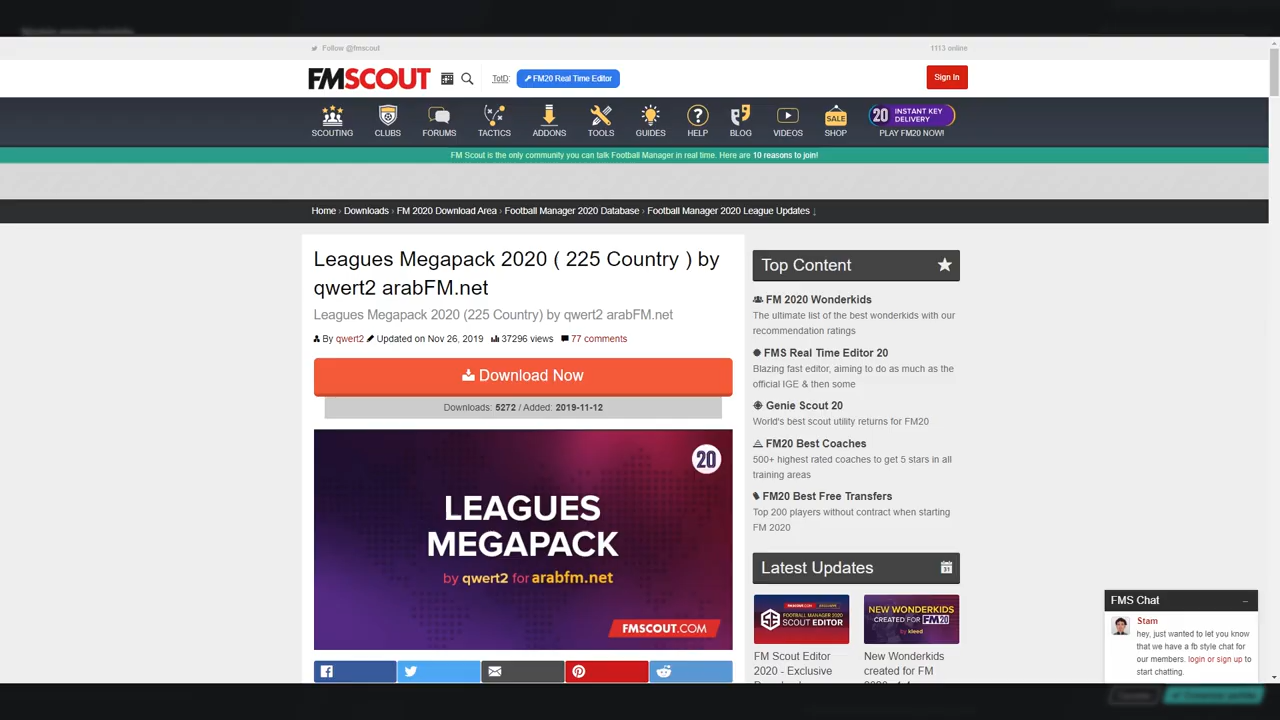 Follow @fmscout
1113 online
FMSCOUT
TotD:
FM20 Real Time Editor
Sign In
SCOUTING
CLUBS
FORUMS
TACTICS
ADDONS
TOOLS
GUIDES
HELP
BLOG
VIDEOS
SALE
SHOP
20 INSTANT KEY
DELIVERY
PLAY FM20 NOW!
FM Scout is the only community you can talk Football Manager in real time. Here are 10 reasons to join!
Home › Downloads › FM 2020 Download Area › Football Manager 2020 Database › Football Manager 2020 League Updates ↓
Leagues Megapack 2020 ( 225 Country ) by
qwert2 arabFM.net
Leagues Megapack 2020 (225 Country) by qwert2 arabFM.net
By qwert2 Updated on Nov 26, 2019 37296 views 77 comments
Download Now
Downloads: 5272 / Added: 2019-11-12
20
LEAGUES
MEGAPACK
by qwert2 for arabfm.net
FMSCOUT.COM
Top Content
FM 2020 Wonderkids
The ultimate list of the best wonderkids with our
recommendation ratings
FMS Real Time Editor 20
Blazing fast editor, aiming to do as much as the
official IGE & then some
Genie Scout 20
World's best scout utility returns for FM20
FM20 Best Coaches
500+ highest rated coaches to get 5 stars in all
training areas
FM20 Best Free Transfers
Top 200 players without contract when starting
FM 2020
Latest Updates
FOOTBALL MANAGER 2020
SCOUT EDITOR
FM Scout Editor
2020 - Exclusive
NEW WONDERKIDS
CREATED FOR FM20
by kleed
New Wonderkids
created for FM
FMS Chat
Stam
hey, just wanted to let you know
that we have a fb style chat for
our members. login or sign up to
start chatting.